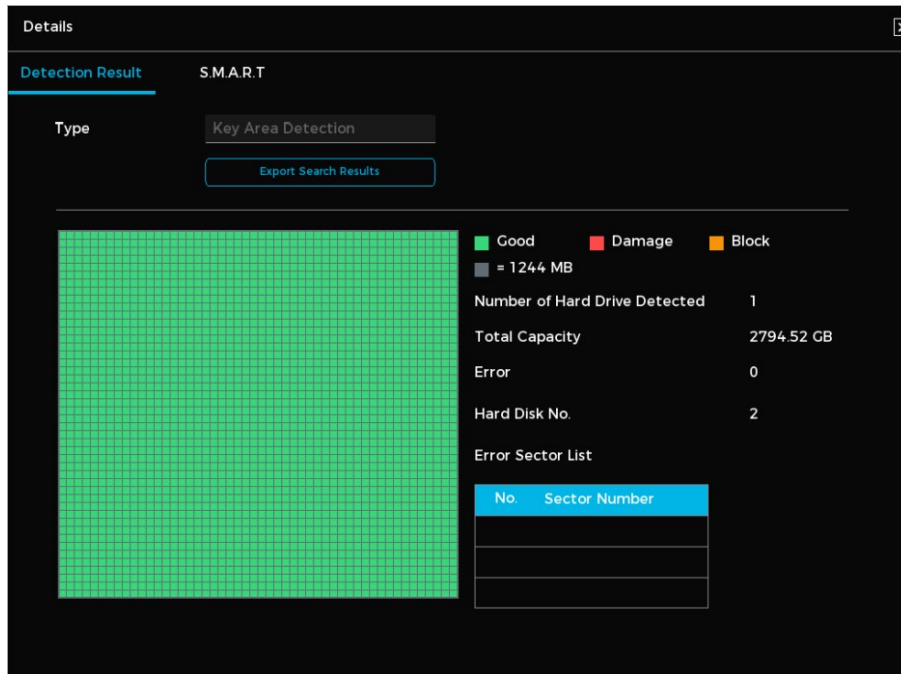 Details
Detection Result S.M.A.R.T
Type Key Area Detection
Export Search Results
Good Damage Block
= 1244 MB
Number of Hard Drive Detected 1
Total Capacity 2794.52 GB
Error 0
Hard Disk No. 2
Error Sector List
No. Sector Number